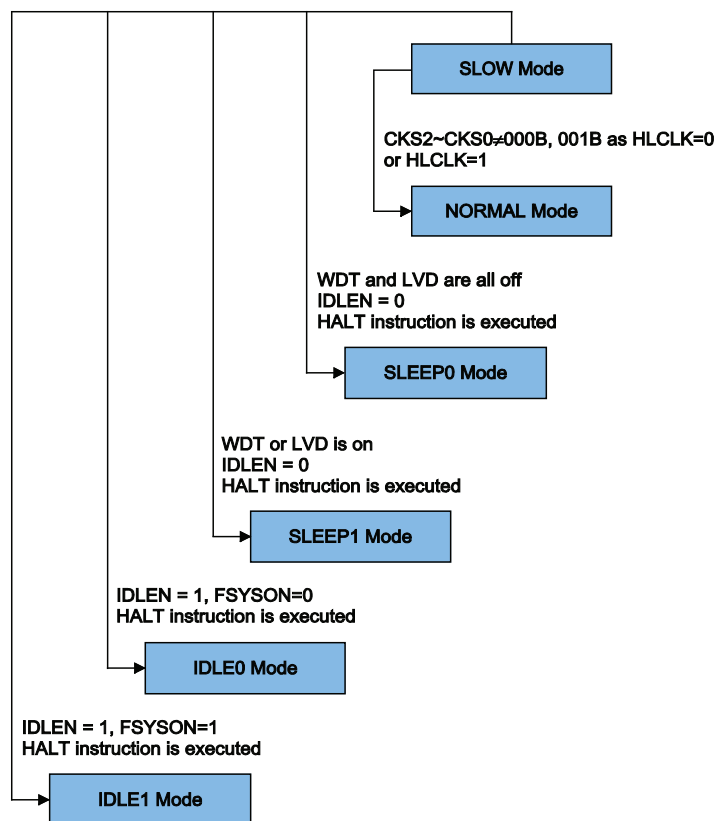 SLOW Mode
CKS2~CKS0≠000B, 001B as HLCLK=0
or HLCLK=1
NORMAL Mode
WDT and LVD are all off
IDLEN = 0
HALT instruction is executed
SLEEP0 Mode
WDT or LVD is on
IDLEN = 0
HALT instruction is executed
SLEEP1 Mode
IDLEN = 1, FSYSON=0
HALT instruction is executed
IDLE0 Mode
IDLEN = 1, FSYSON=1
HALT instruction is executed
IDLE1 Mode